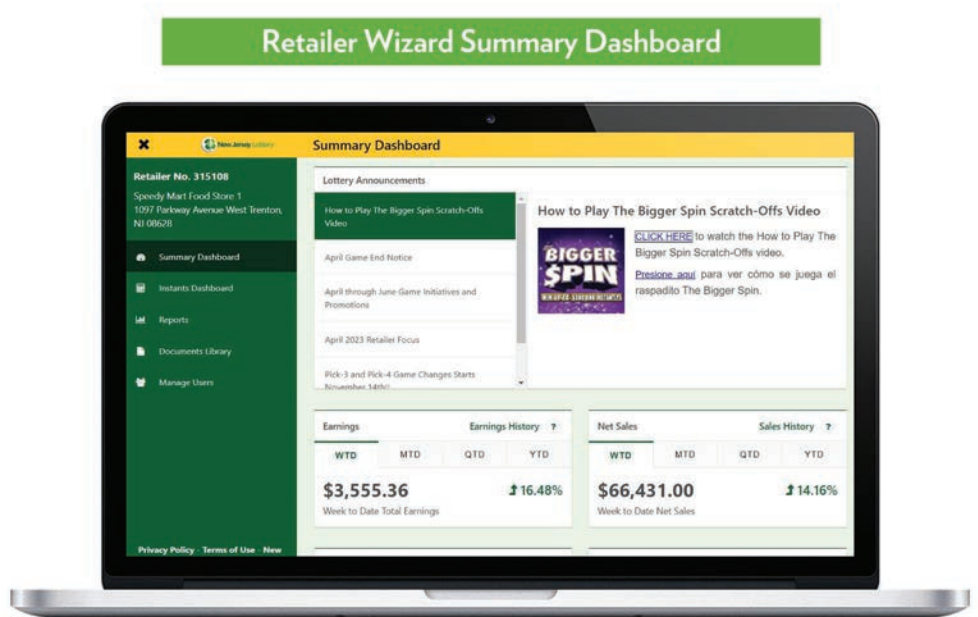 Retailer Wizard Summary Dashboard
New Jersey Lottery
Summary Dashboard
Retailer No. 315108
Speedy Mart Food Store 1
1097 Parkway Avenue West Trenton,
NJ 08628
Summary Dashboard
Instants Dashboard
Reports
Documents Library
Manage Users
Privacy Policy - Terms of Use - New
Lottery Announcements
How to Play The Bigger Spin Scratch-Offs
Video
April Game End Notice
April through June Game Initiatives and
Promotions
April 2023 Retailer Focus
Pick-3 and Pick-4 Game Changes Starts
November 14th!!
How to Play The Bigger Spin Scratch-Offs Video
BIGGER
$PIN
CLICK HERE to watch the How to Play The
Bigger Spin Scratch-Offs video.
Presione aquí para ver cómo se juega el
raspadito The Bigger Spin.
Earnings Earnings History ?
WTD MTD QTD YTD
$3,555.36 16.48%
Week to Date Total Earnings
Net Sales Sales History ?
WTD MTD QTD YTD
$66,431.00 14.16%
Week to Date Net Sales